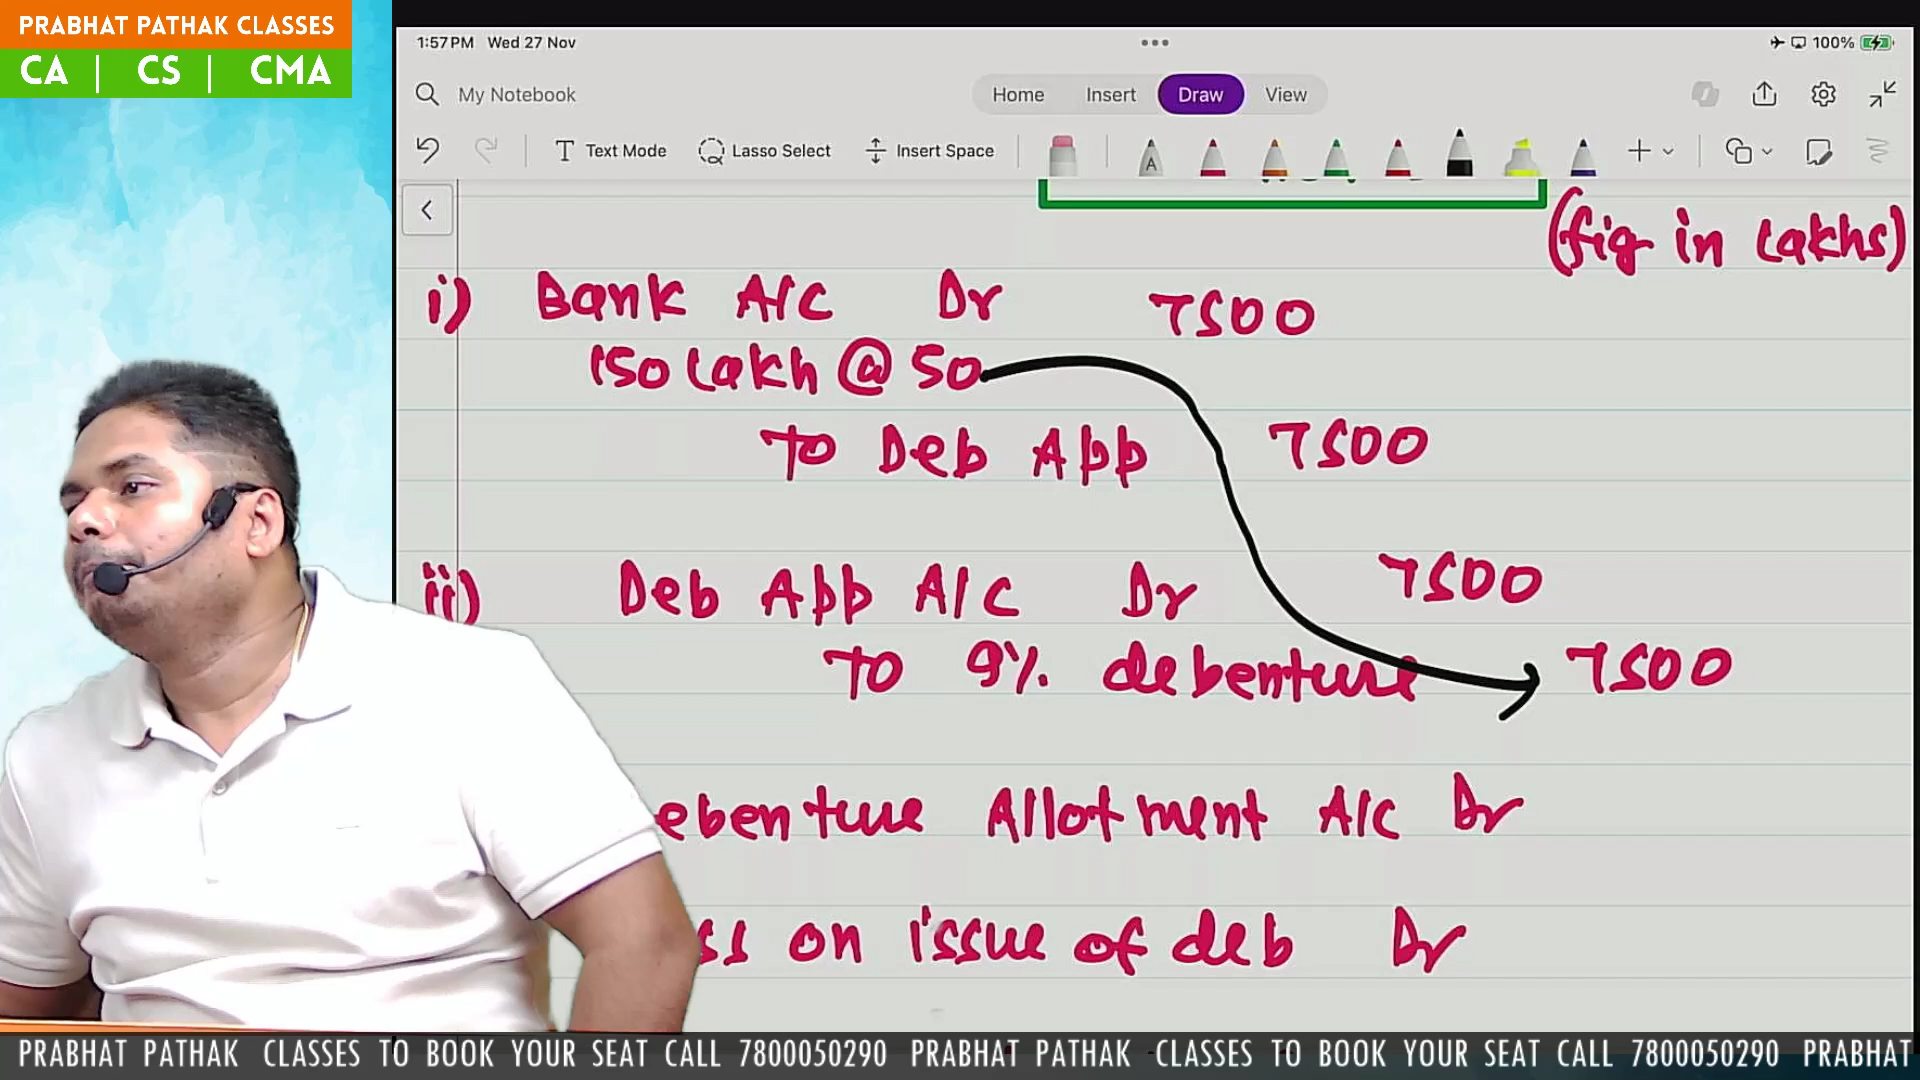 PRABHAT PATHAK CLASSES
CA | CS | CMA
1:57 PM Wed 27 Nov
100%
My Notebook
Home Insert Draw View
Text Mode Lasso Select Insert Space
A
(fig in lakhs)
i) Bank A/C Dr 7500
150 lakh @ 50
To Deb App 7500
ii) Deb App A/C Dr 7500
To 9% debenture 7500
ebenture Allotment A/C Dr
ss on issue of deb Dr
PRABHAT PATHAK CLASSES TO BOOK YOUR SEAT CALL 7800050290 PRABHAT PATHAK CLASSES TO BOOK YOUR SEAT CALL 7800050290 PRABHAT